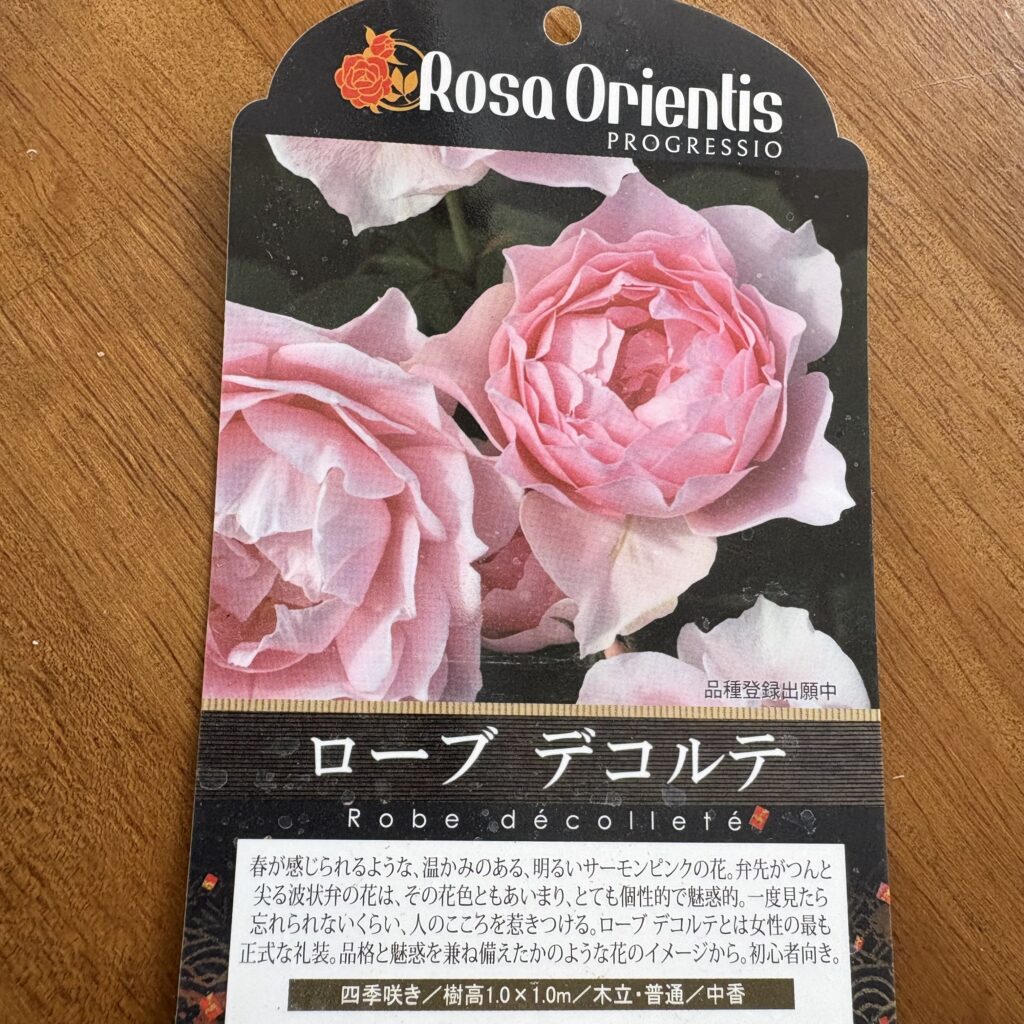 Rosa Orientis
PROGRESSIO
品種登録出願中
ローブ デコルテ
Robe décolleté
春が感じられるような、温かみのある、明るいサーモンピンクの花。弁先がつんと
尖る波状弁の花は、その花色ともあいまり、とても個性的で魅惑的。一度見たら
忘れられないくらい、人のこころを惹きつける。ローブ デコルテとは女性の最も
正式な礼装。品格と魅惑を兼ね備えたかのような花のイメージから。初心者向き。
四季咲き/樹高1.0×1.0m/木立・普通/中香